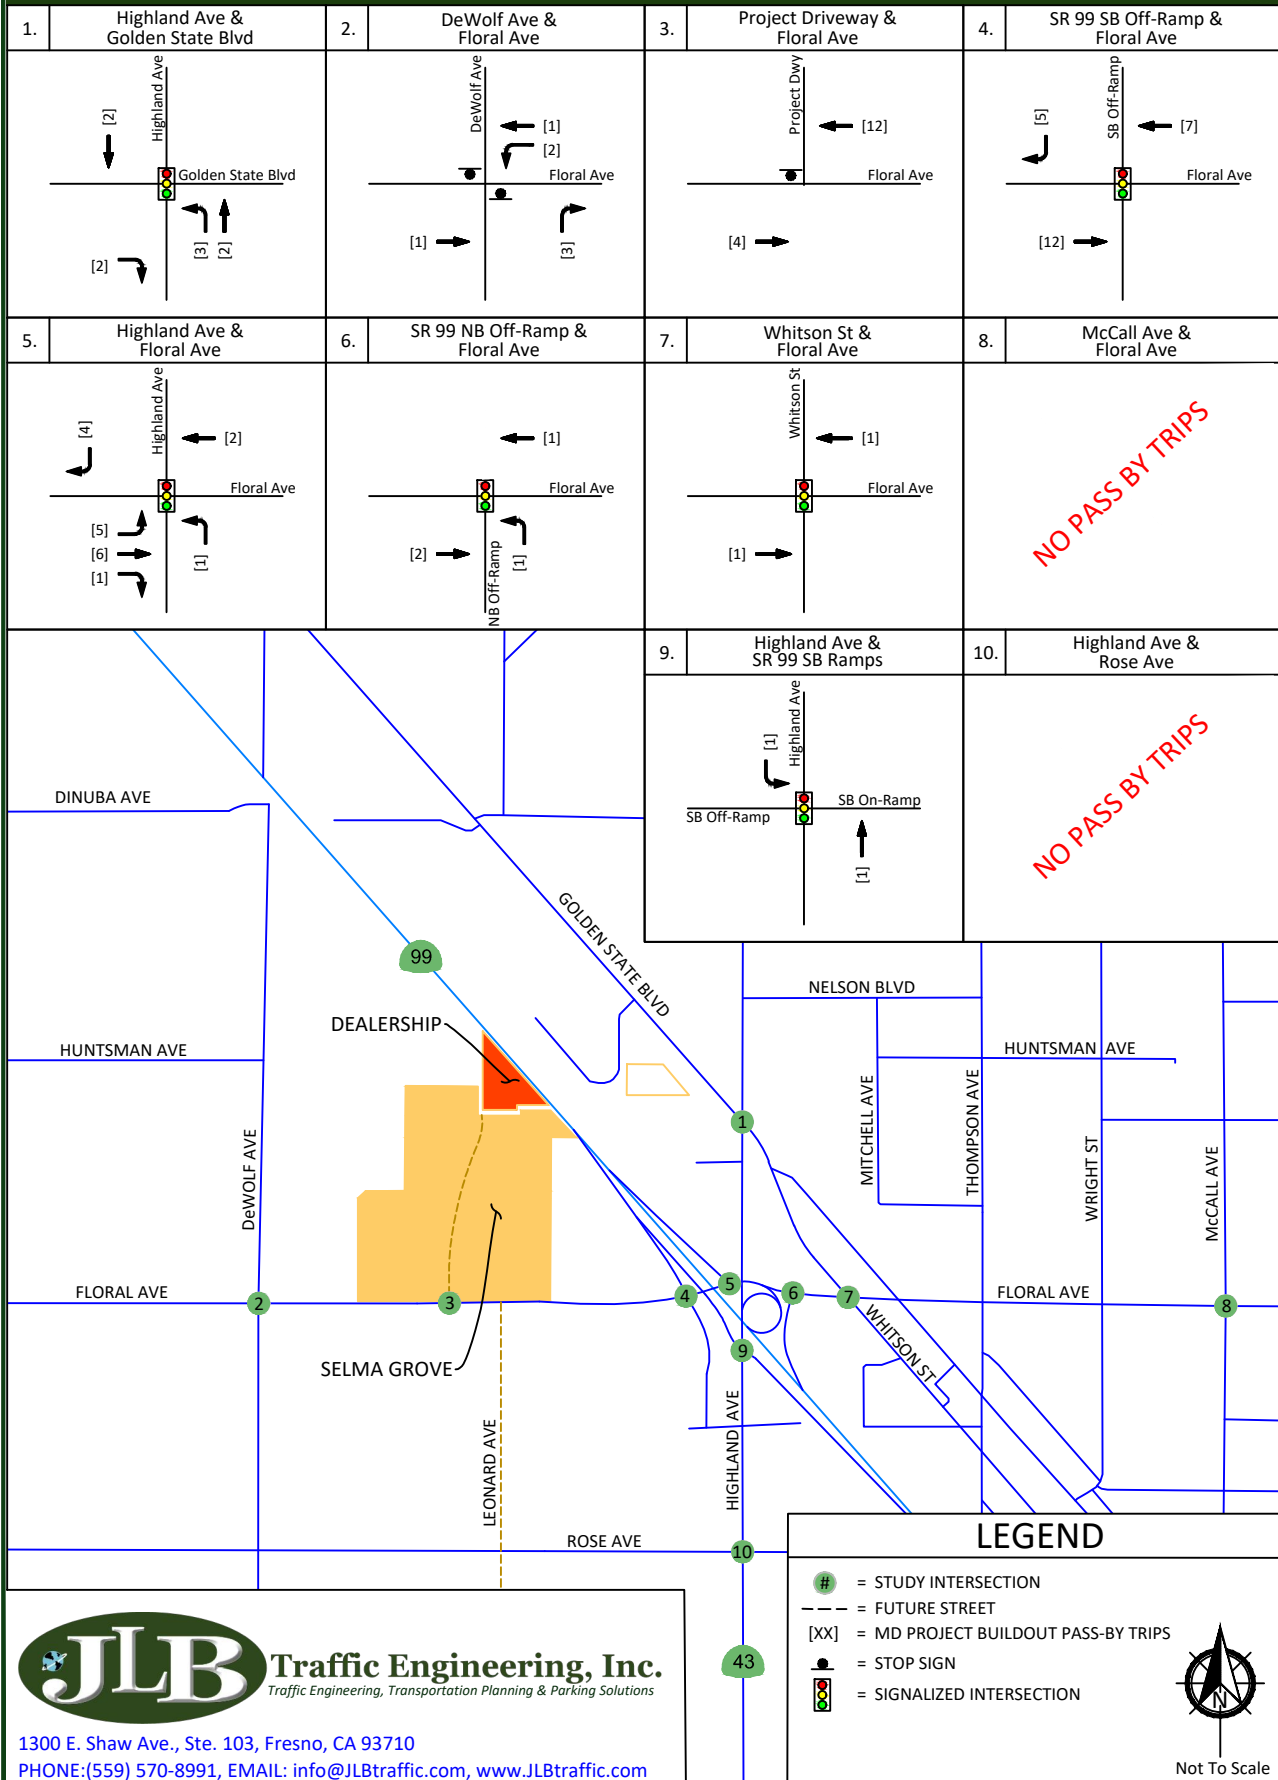 1.
Highland Ave &
Golden State Blvd
[2]
Highland Ave
Golden State Blvd
[2]
[3]
[2]
2.
DeWolf Ave &
Floral Ave
DeWolf Ave
[1]
[2]
Floral Ave
[1]
[3]
3.
Project Driveway &
Floral Ave
Project Dwy
[12]
Floral Ave
[4]
4.
SR 99 SB Off-Ramp &
Floral Ave
[5]
SB Off-Ramp
[7]
Floral Ave
[12]
5.
Highland Ave &
Floral Ave
[4]
Highland Ave
[2]
Floral Ave
[5]
[6]
[1]
[1]
6.
SR 99 NB Off-Ramp &
Floral Ave
[1]
Floral Ave
[2]
NB Off-Ramp
[1]
7.
Whitson St &
Floral Ave
Whitson St
[1]
Floral Ave
[1]
8.
McCall Ave &
Floral Ave
NO PASS BY TRIPS
9.
Highland Ave &
SR 99 SB Ramps
[1]
Highland Ave
SB On-Ramp
SB Off-Ramp
[1]
10.
Highland Ave &
Rose Ave
NO PASS BY TRIPS
DINUBA AVE
99
GOLDEN STATE BLVD
NELSON BLVD
DEALERSHIP
HUNTSMAN AVE
HUNTSMAN AVE
1
MITCHELL AVE
THOMPSON AVE
WRIGHT ST
McCALL AVE
DeWOLF AVE
FLORAL AVE
2
3
4
5
6
7
FLORAL AVE
8
9
WHITSON ST
SELMA GROVE
LEONARD AVE
HIGHLAND AVE
ROSE AVE
10
43
LEGEND
# = STUDY INTERSECTION
= FUTURE STREET
[XX] = MD PROJECT BUILDOUT PASS-BY TRIPS
= STOP SIGN
= SIGNALIZED INTERSECTION
N
Not To Scale
JLB Traffic Engineering, Inc.
Traffic Engineering, Transportation Planning & Parking Solutions
1300 E. Shaw Ave., Ste. 103, Fresno, CA 93710
PHONE:(559) 570-8991, EMAIL: info@JLBtraffic.com, www.JLBtraffic.com